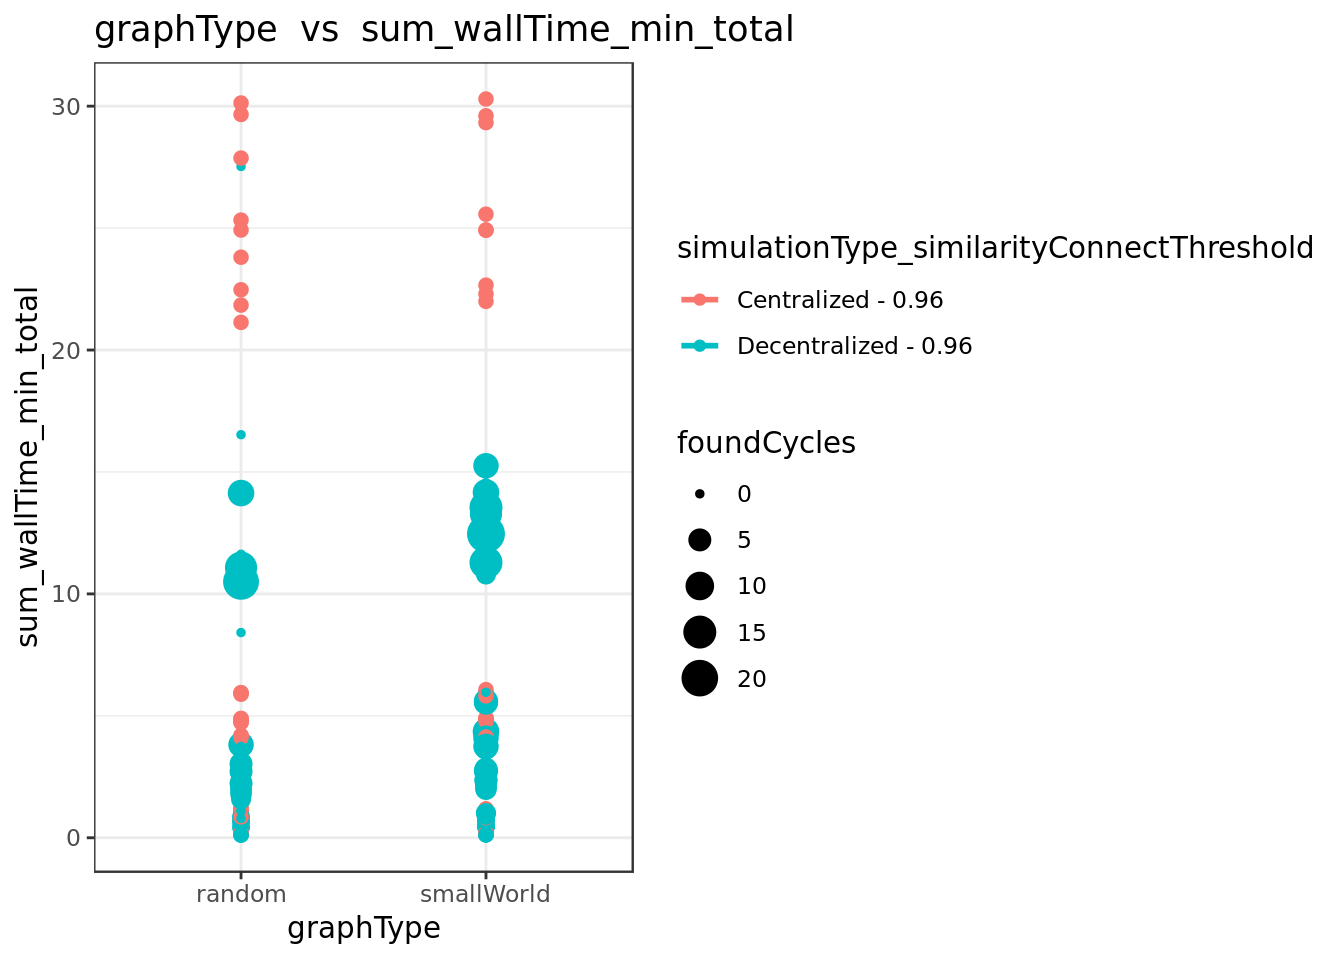 graphType  vs  sum_wallTime_min_total
sum_wallTime_min_total
30
20
10
0
random
smallWorld
graphType
simulationType_similarityConnectThreshold
Centralized - 0.96
Decentralized - 0.96
foundCycles
0
5
10
15
20